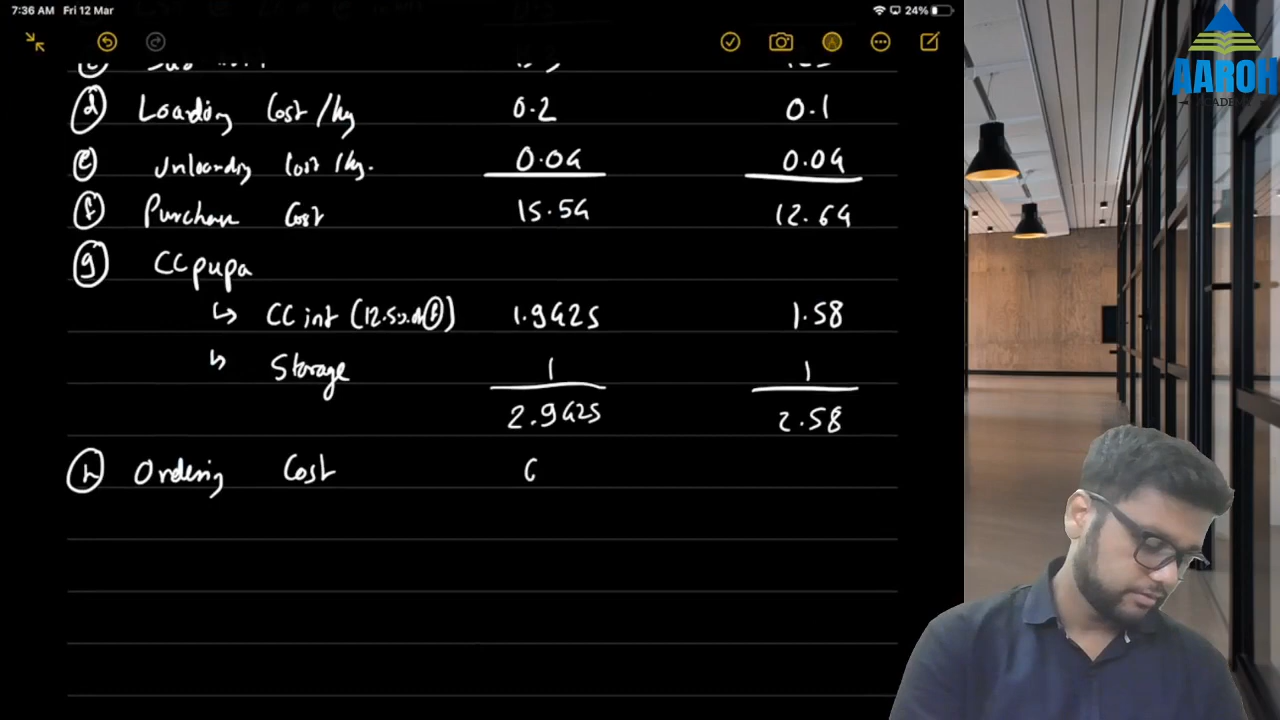 7:36 AM Fri 12 Mar 24%
AAROH
ACADEMY
(d) Loading Cost/kg 0.2 0.1
(e) Unloading Cost/kg. 0.04 0.04
(f) Purchase Cost 15.54 12.64
(g) CCpupa
↳ CC int (12.5% of (f)) 1.9425 1.58
↳ Storage 1 1
2.9425 2.58
(h) Ordering Cost